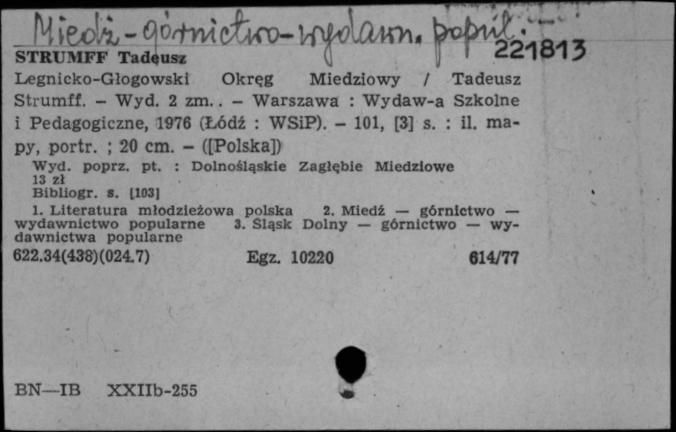 Miedź - górnictwo - wydawn. popul.
221813
STRUMFF Tadeusz
Legnicko-Głogowski Okręg Miedziowy / Tadeusz
Strumff. — Wyd. 2 zm.. — Warszawa : Wydaw-a Szkolne
i Pedagogiczne, 1976 (Łódź : WSiP). — 101, [3] s. : il. ma-
py, portr. ; 20 cm. — ([Polska])
Wyd. poprz. pt. : Dolnośląskie Zagłębie Miedziowe
13 zł
Bibliogr. s. [103]
1. Literatura młodzieżowa polska 2. Miedź — górnictwo —
wydawnictwo popularne 3. Śląsk Dolny — górnictwo — wy-
dawnictwa popularne
622.34(438)(024.7) Egz. 10220 614/77
BN—IB XXIIb-255